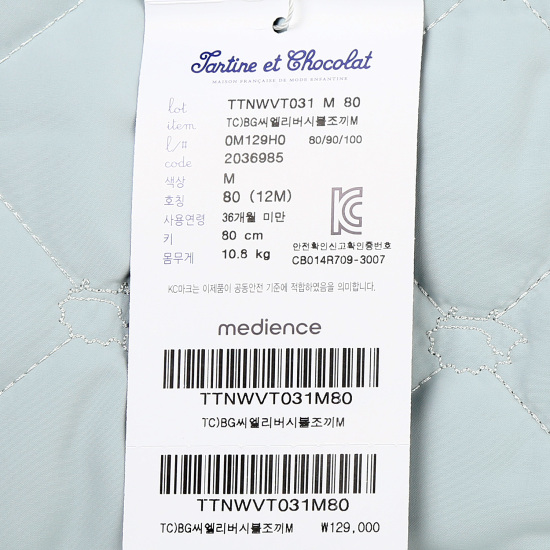 Tartine et Chocolat
MAISON FRANÇAISE DE MODE ENFANTINE
lot TTNWVT031 M 80
item TC)BG씨엘리버시블조끼M
l/# 0M129H0 80/90/100
code 2036985
색상 M
호칭 80 (12M)
사용연령 36개월 미만
키 80 cm
몸무게 10.8 kg
안전확인신고확인증번호
CB014R709-3007
KC마크는 이제품이 공통안전 기준에 적합하였음을 의미합니다.
medience
TTNWVT031M80
TC)BG씨엘리버시블조끼M
TTNWVT031M80
TC)BG씨엘리버시블조끼M ₩129,000